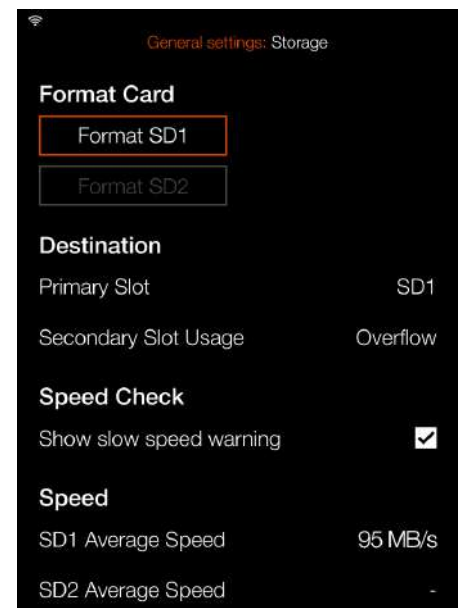 General settings: Storage
Format Card
Format SD1
Format SD2
Destination
Primary Slot SD1
Secondary Slot Usage Overflow
Speed Check
Show slow speed warning
Speed
SD1 Average Speed 95 MB/s
SD2 Average Speed -